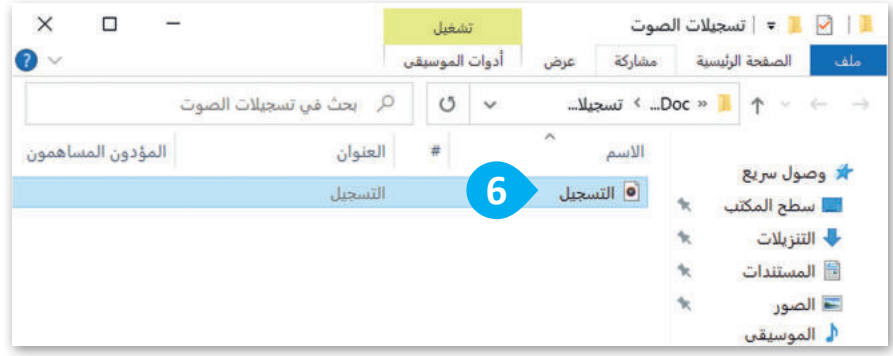 تسجيلات الصوت
تشغيل
ملف
الصفحة الرئيسية
مشاركة
عرض
أدوات الموسيقى
Doc... › تسجيلا...
بحث في تسجيلات الصوت
الاسم
#
العنوان
المؤدون المساهمون
التسجيل
6
التسجيل
وصول سريع
سطح المكتب
التنزيلات
المستندات
الصور
الموسيقى